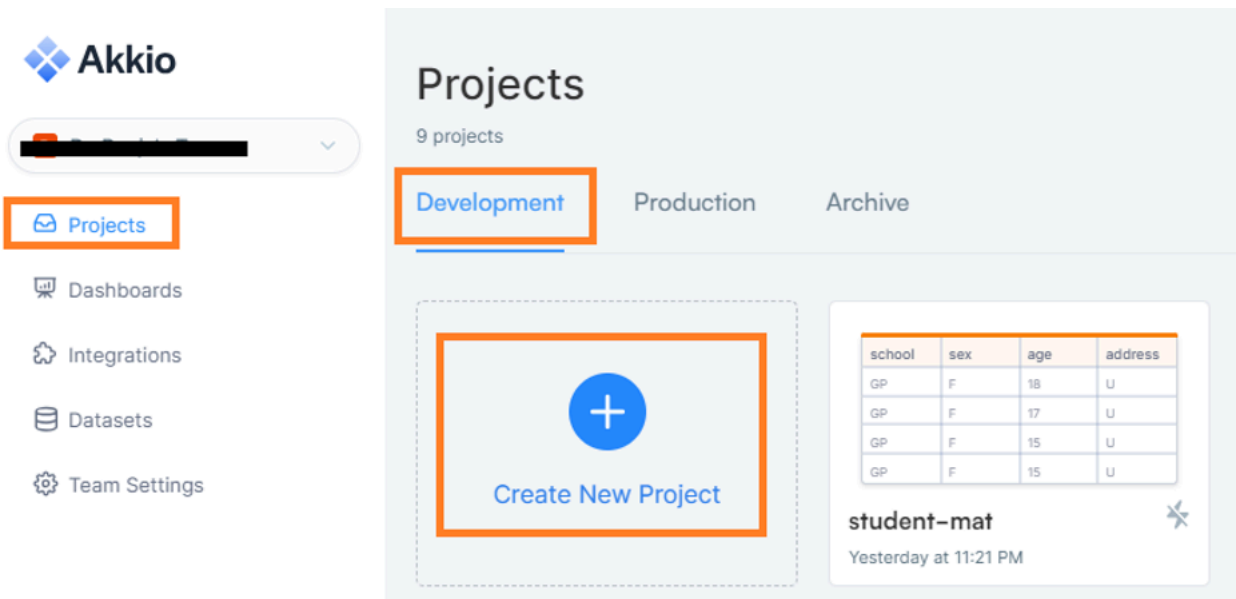 Akkio
Projects
Dashboards
Integrations
Datasets
Team Settings
Projects
9 projects
Development Production Archive
Create New Project
school sex age address
GP F 18 U
GP F 17 U
GP F 15 U
GP F 15 U
student-mat
Yesterday at 11:21 PM